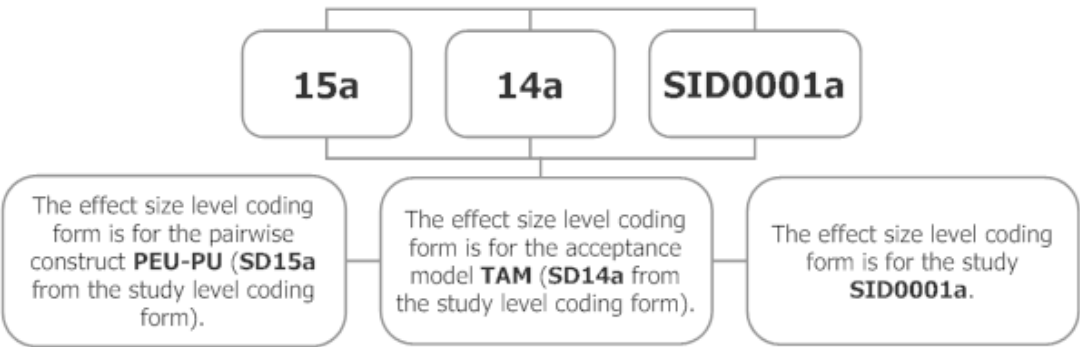 15a
14a
SID0001a
The effect size level coding
form is for the pairwise
construct PEU-PU (SD15a
from the study level coding
form).
The effect size level coding
form is for the acceptance
model TAM (SD14a from
the study level coding form).
The effect size level coding
form is for the study
SID0001a.